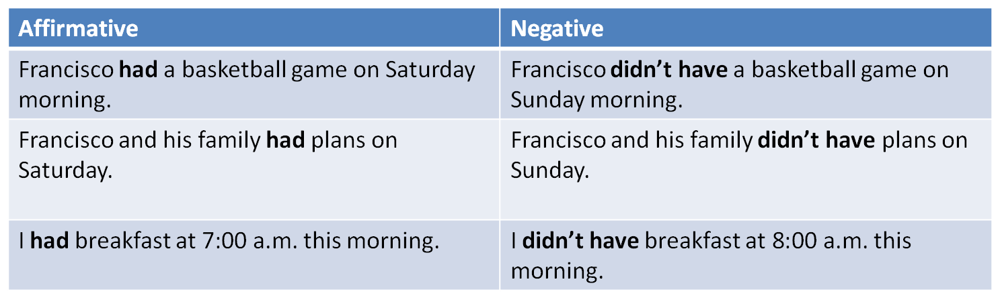 Affirmative
Negative
Francisco had a basketball game on Saturday
morning.
Francisco didn’t have a basketball game on
Sunday morning.
Francisco and his family had plans on
Saturday.
Francisco and his family didn’t have plans on
Sunday.
I had breakfast at 7:00 a.m. this morning.
I didn’t have breakfast at 8:00 a.m. this
morning.